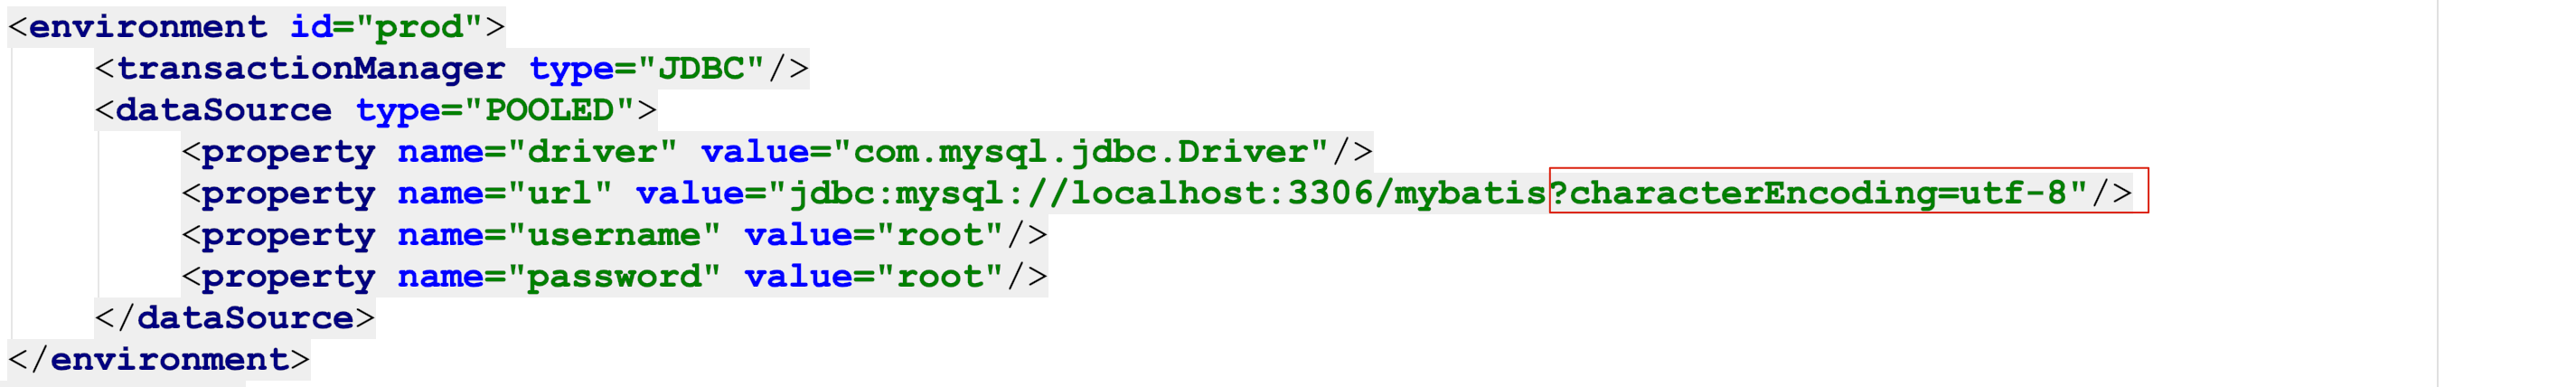 <environment id="prod">
<transactionManager type="JDBC"/>
<dataSource type="POOLED">
<property name="driver" value="com.mysql.jdbc.Driver"/>
<property name="url" value="jdbc:mysql://localhost:3306/mybatis?characterEncoding=utf-8"/>
<property name="username" value="root"/>
<property name="password" value="root"/>
</dataSource>
</environment>